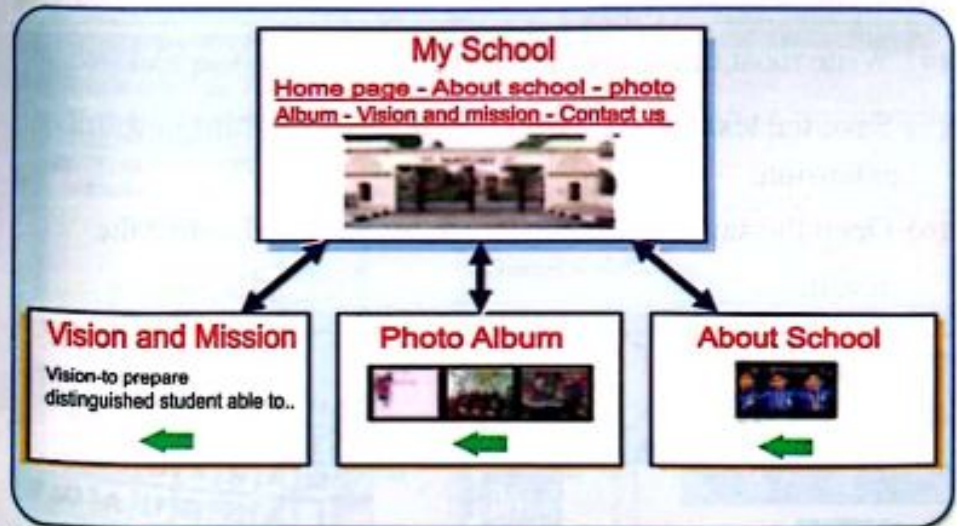 My School
Home page - About school - photo
Album - Vision and mission - Contact us
Vision and Mission
Vision-to prepare
distinguished student able to..
Photo Album
About School